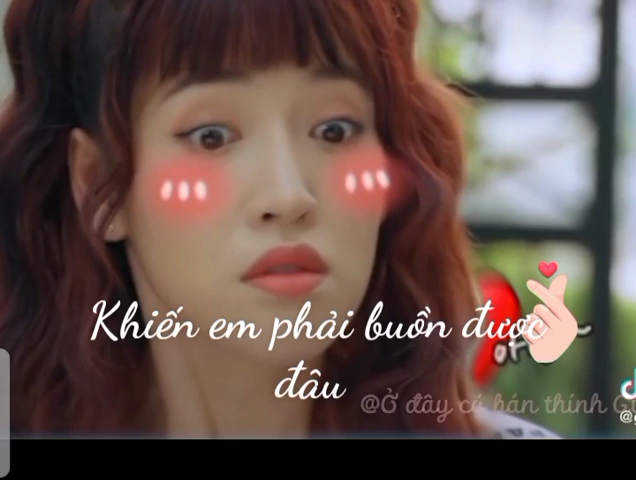 Khiến em phải buồn được
đâu
@Ở đây có bán thính